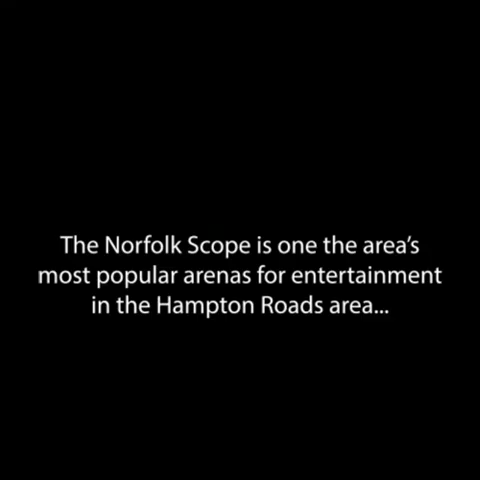 The Norfolk Scope is one the area’s
most popular arenas for entertainment
in the Hampton Roads area...